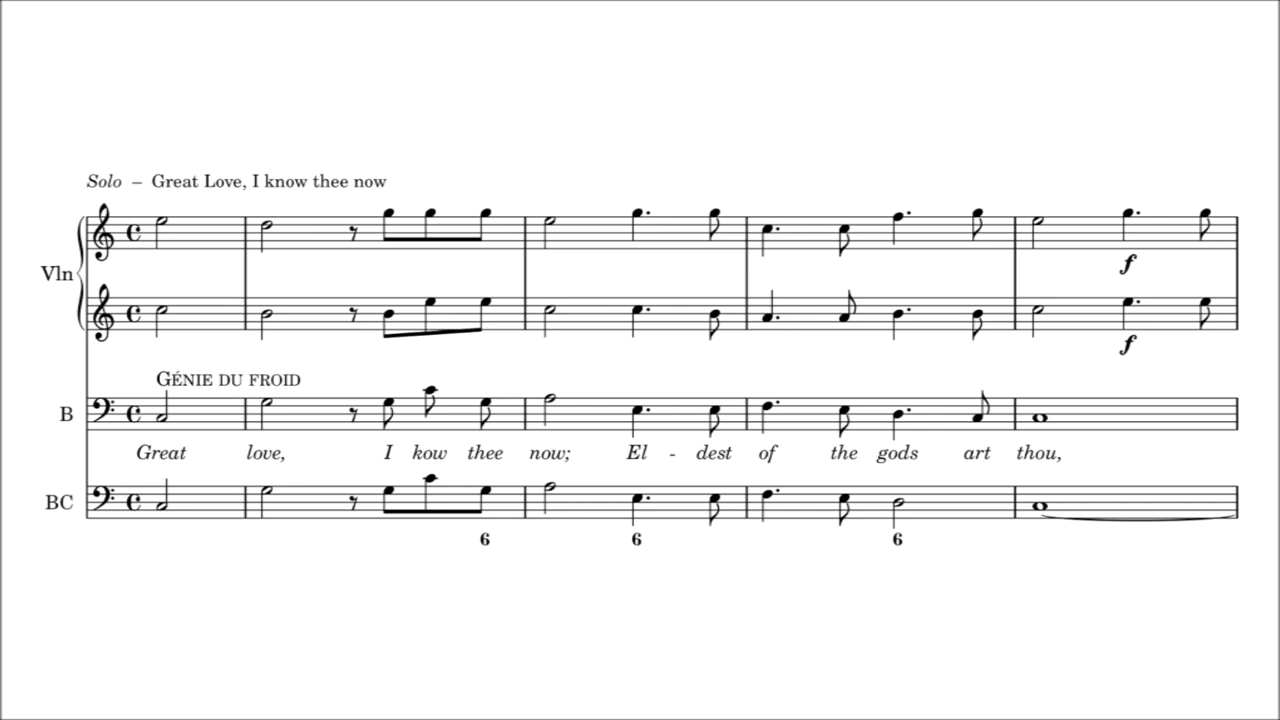 Solo – Great Love, I know thee now
Vln
f
f
GÉNIE DU FROID
B
Great love, I kow thee now; El - dest of the gods art thou,
BC
6 6 6